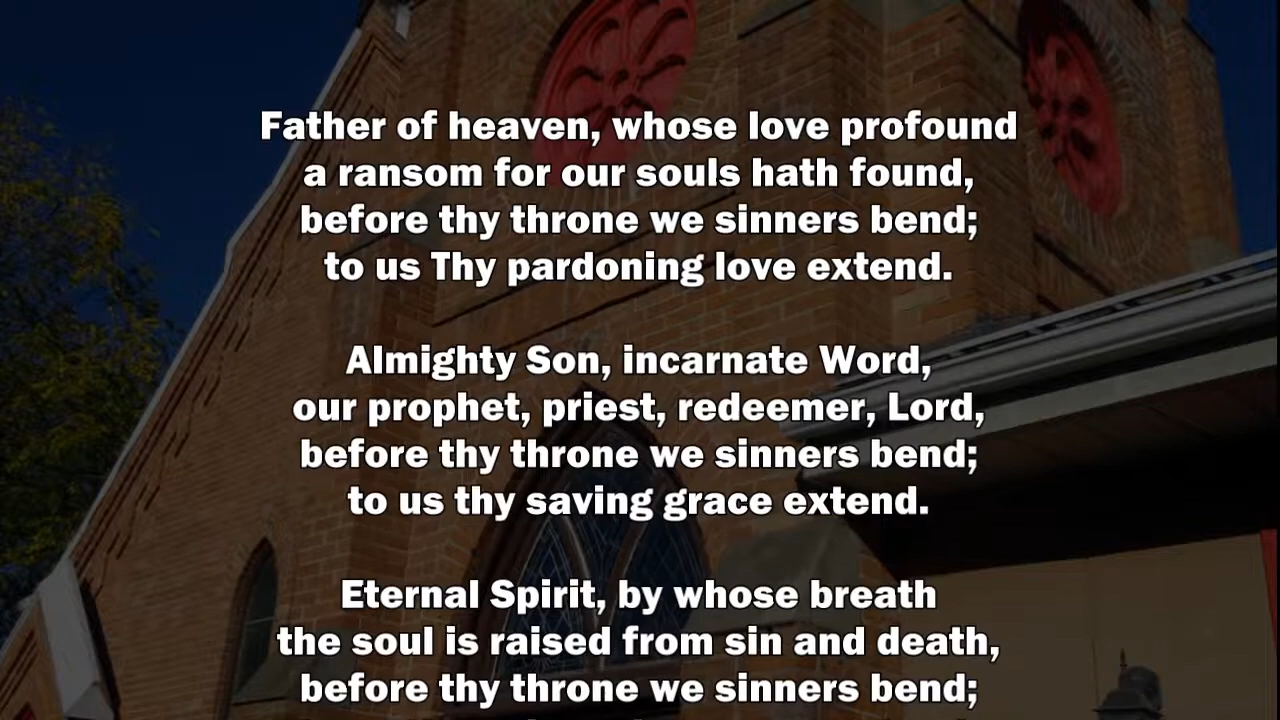 Father of heaven, whose love profound
a ransom for our souls hath found,
before thy throne we sinners bend;
to us Thy pardoning love extend.
Almighty Son, incarnate Word,
our prophet, priest, redeemer, Lord,
before thy throne we sinners bend;
to us thy saving grace extend.
Eternal Spirit, by whose breath
the soul is raised from sin and death,
before thy throne we sinners bend;